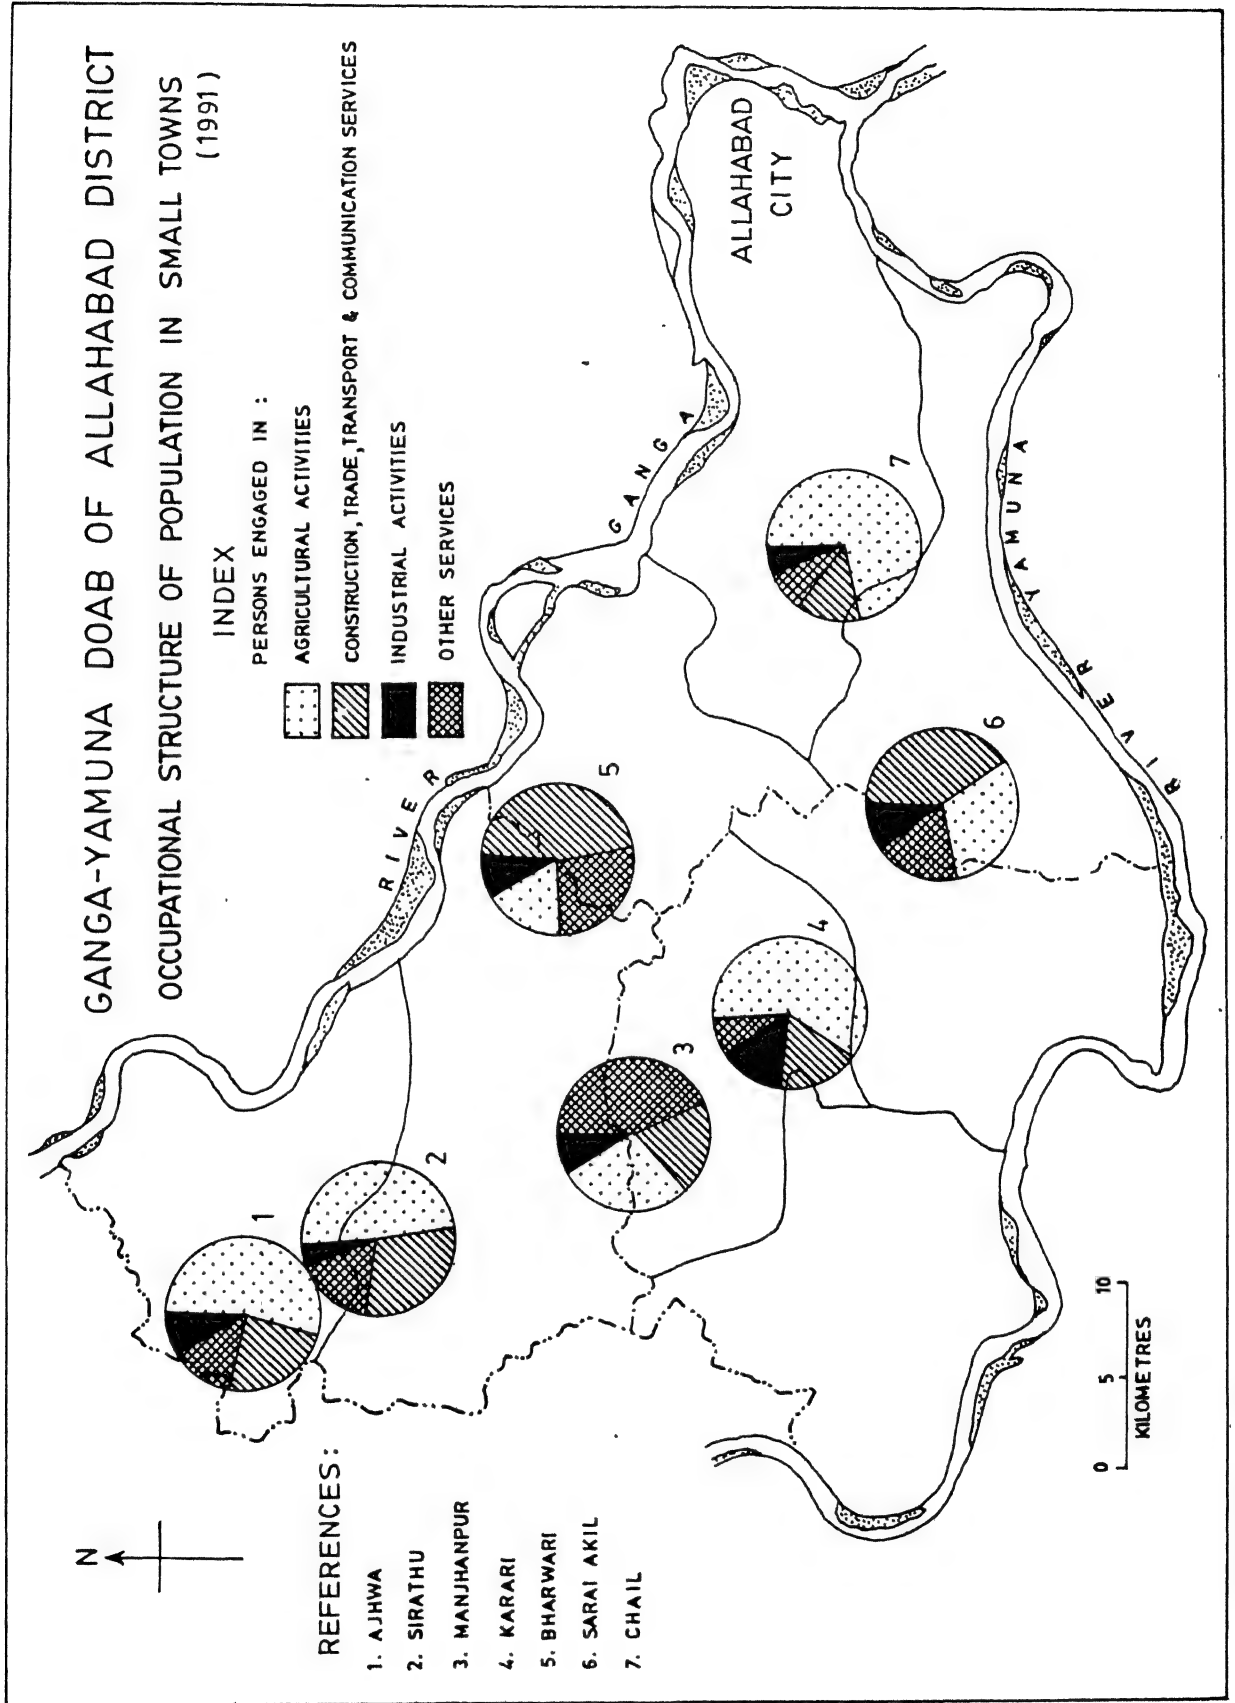 GANGA-YAMUNA DOAB OF ALLAHABAD DISTRICT
OCCUPATIONAL STRUCTURE OF POPULATION IN SMALL TOWNS
(1991)
INDEX
PERSONS ENGAGED IN :
AGRICULTURAL ACTIVITIES
CONSTRUCTION, TRADE, TRANSPORT & COMMUNICATION SERVICES
INDUSTRIAL ACTIVITIES
OTHER SERVICES
N
RIVER GANGA
ALLAHABAD
CITY
1
2
3
4
5
6
7
RIVER YAMUNA
REFERENCES:
1. AJHWA
2. SIRATHU
3. MANJHANPUR
4. KARARI
5. BHARWARI
6. SARAI AKIL
7. CHAIL
0 5 10
KILOMETRES